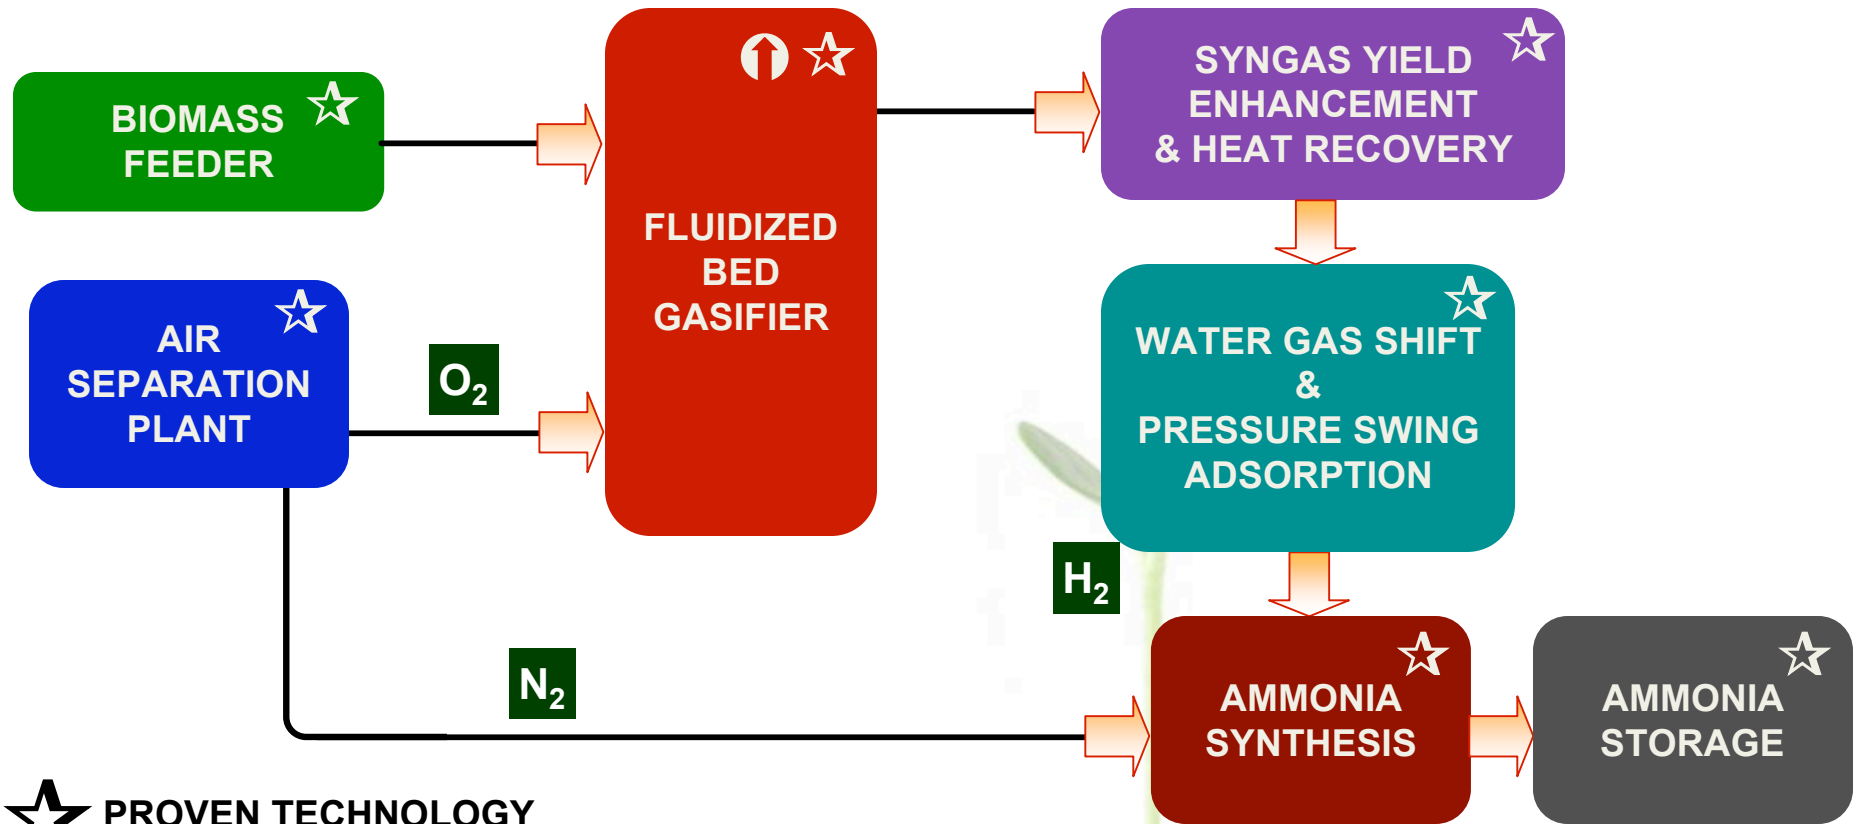 BIOMASS
FEEDER
AIR
SEPARATION
PLANT
O₂
N₂
FLUIDIZED
BED
GASIFIER
SYNGAS YIELD
ENHANCEMENT
& HEAT RECOVERY
WATER GAS SHIFT
&
PRESSURE SWING
ADSORPTION
H₂
AMMONIA
SYNTHESIS
AMMONIA
STORAGE
PROVEN TECHNOLOGY